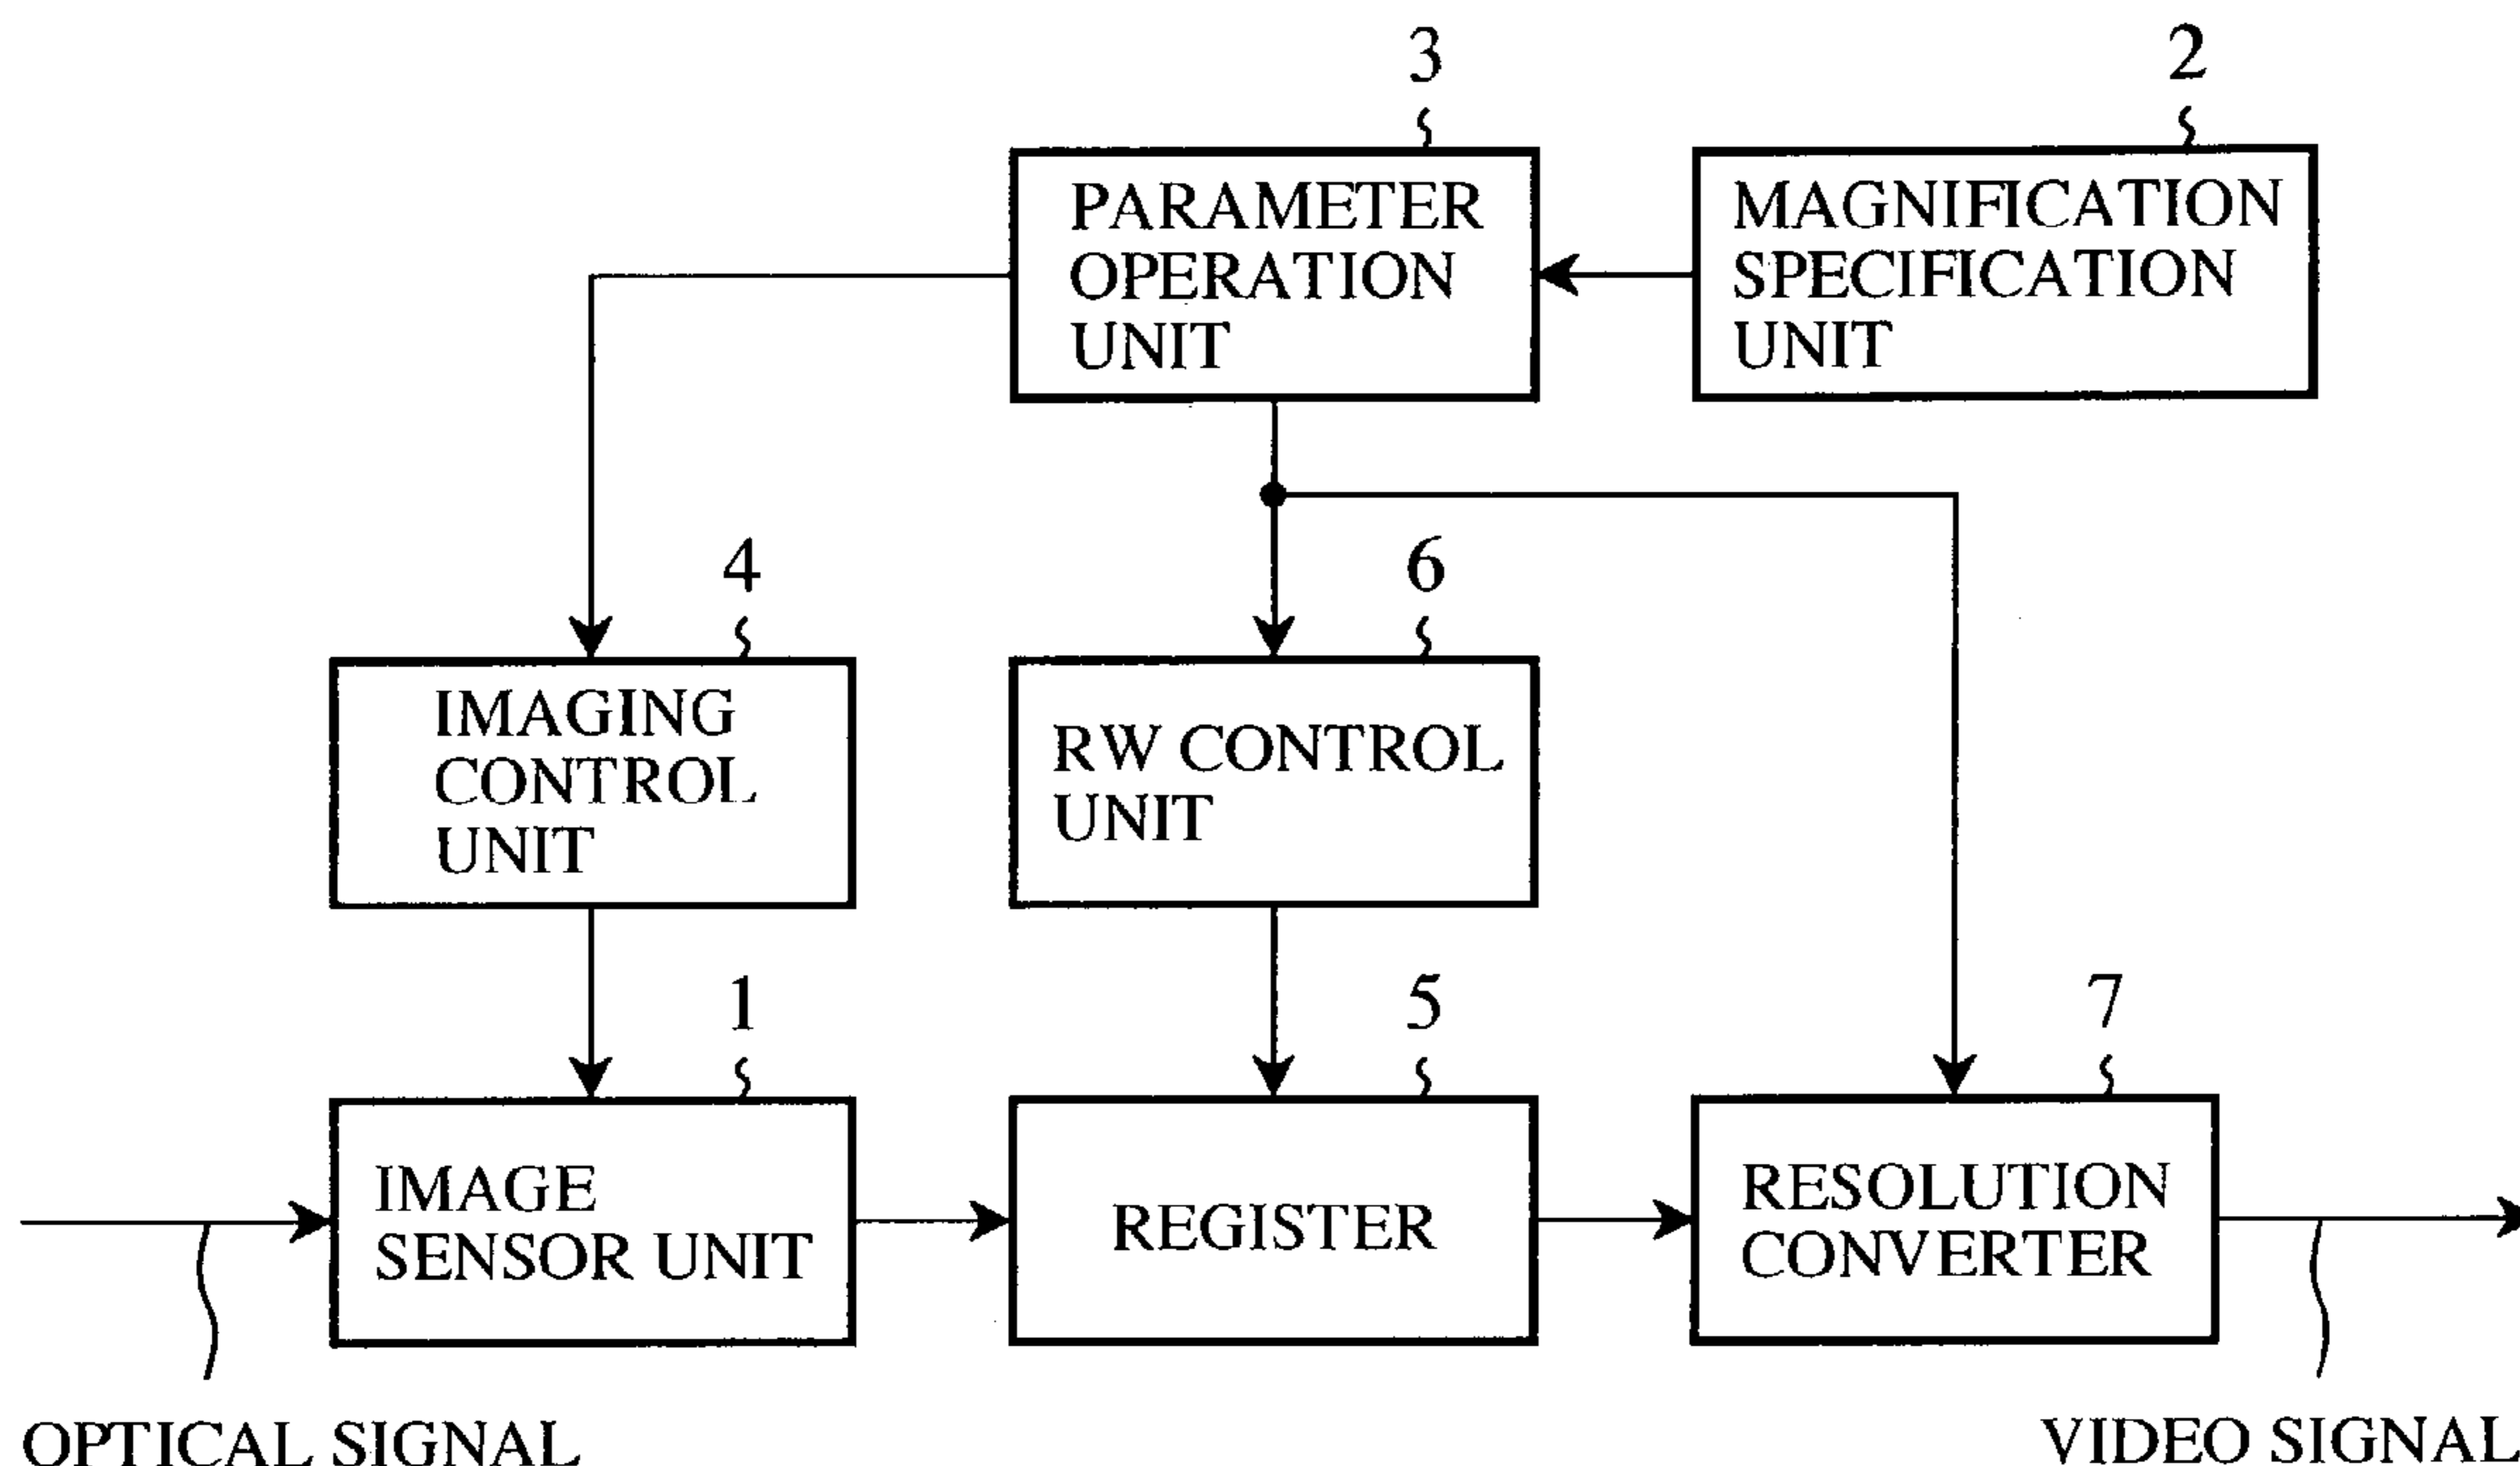 3
2
PARAMETER
OPERATION
UNIT
MAGNIFICATION
SPECIFICATION
UNIT
4
6
IMAGING
CONTROL
UNIT
RW CONTROL
UNIT
1
5
7
IMAGE
SENSOR UNIT
REGISTER
RESOLUTION
CONVERTER
OPTICAL SIGNAL
VIDEO SIGNAL